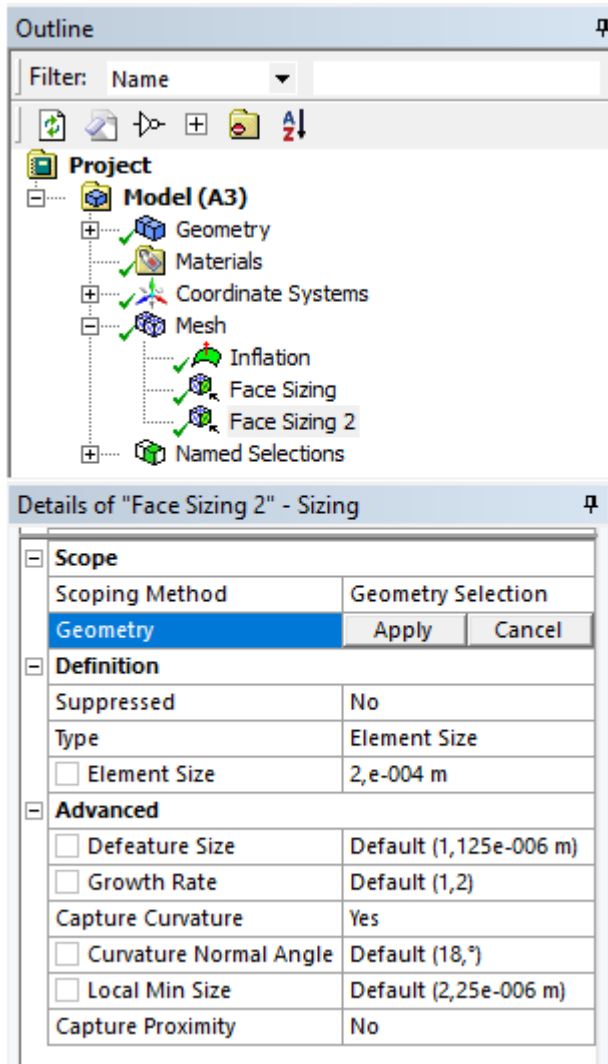 Outline
Filter: Name
Project
Model (A3)
Geometry
Materials
Coordinate Systems
Mesh
Inflation
Face Sizing
Face Sizing 2
Named Selections
Details of "Face Sizing 2" - Sizing
Scope
Scoping Method Geometry Selection
Geometry Apply Cancel
Definition
Suppressed No
Type Element Size
Element Size 2,e-004 m
Advanced
Defeature Size Default (1,125e-006 m)
Growth Rate Default (1,2)
Capture Curvature Yes
Curvature Normal Angle Default (18,°)
Local Min Size Default (2,25e-006 m)
Capture Proximity No